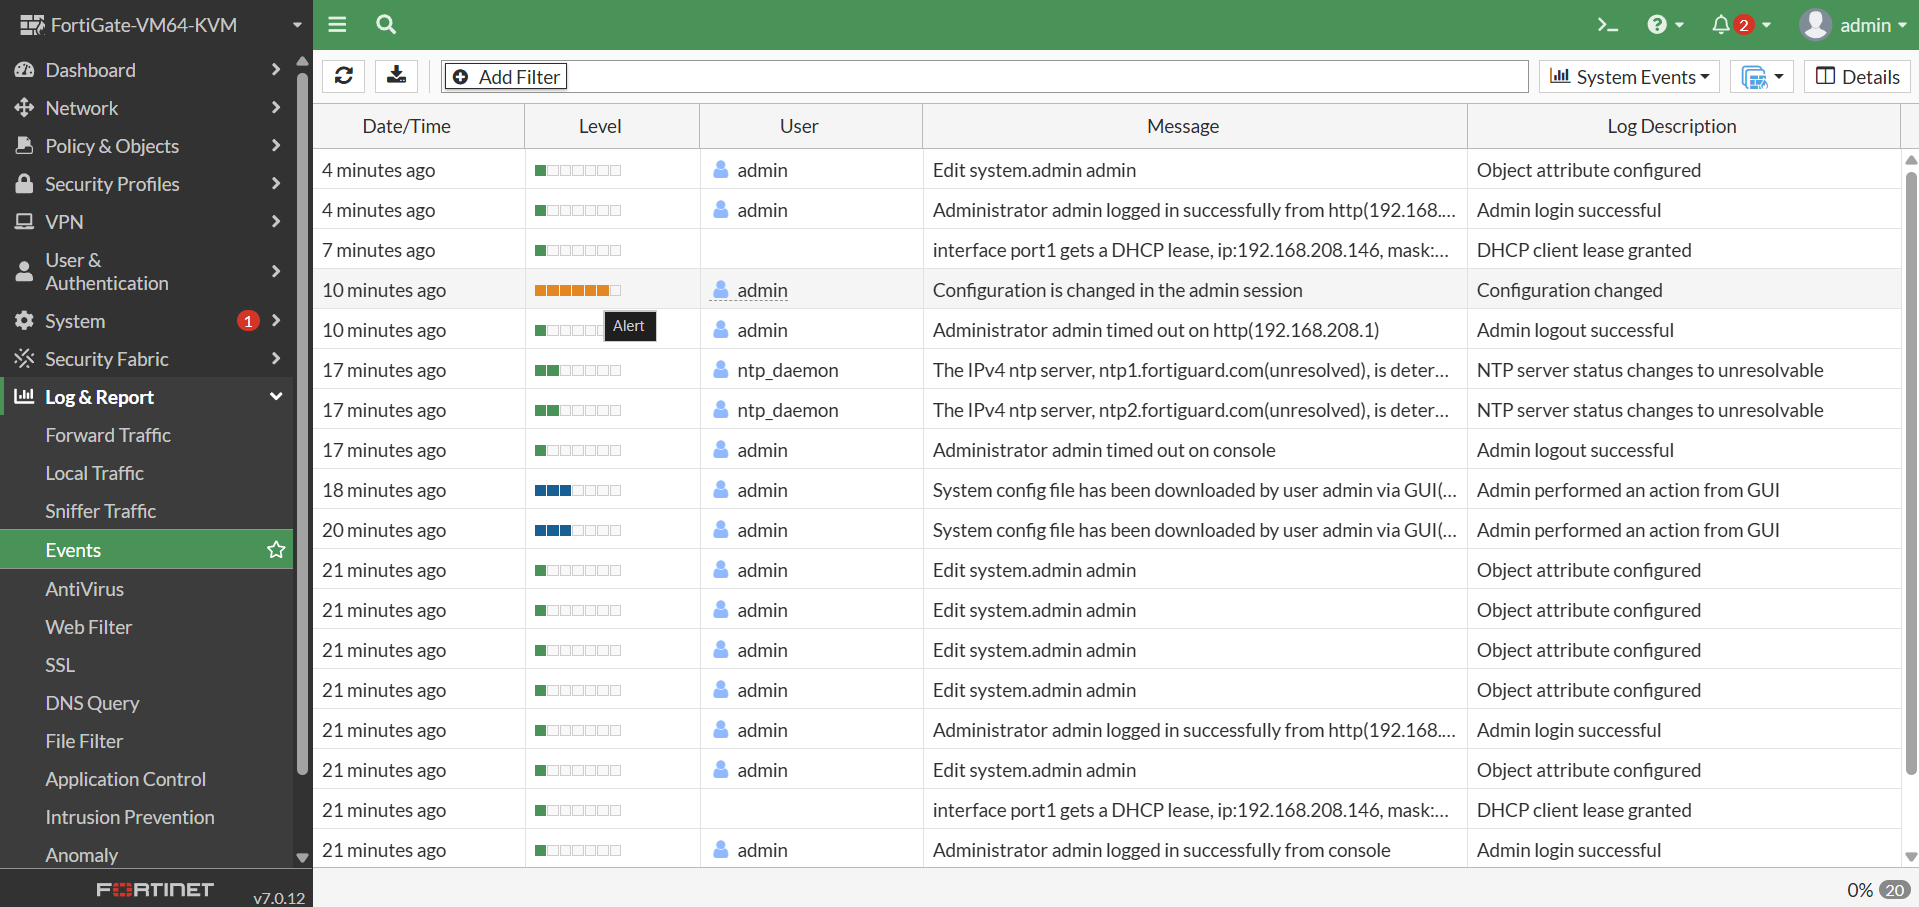 FortiGate-VM64-KVM
admin
2
Dashboard
Network
Policy & Objects
Security Profiles
VPN
User &
Authentication
System 1
Security Fabric
Log & Report
Forward Traffic
Local Traffic
Sniffer Traffic
Events
AntiVirus
Web Filter
SSL
DNS Query
File Filter
Application Control
Intrusion Prevention
Anomaly
FORTINET
v7.0.12
Add Filter
System Events
Details
Date/Time Level User Message Log Description
4 minutes ago admin Edit system.admin admin Object attribute configured
4 minutes ago admin Administrator admin logged in successfully from http(192.168.... Admin login successful
7 minutes ago interface port1 gets a DHCP lease, ip:192.168.208.146, mask:... DHCP client lease granted
10 minutes ago admin Configuration is changed in the admin session Configuration changed
Alert
10 minutes ago admin Administrator admin timed out on http(192.168.208.1) Admin logout successful
17 minutes ago ntp_daemon The IPv4 ntp server, ntp1.fortiguard.com(unresolved), is deter... NTP server status changes to unresolvable
17 minutes ago ntp_daemon The IPv4 ntp server, ntp2.fortiguard.com(unresolved), is deter... NTP server status changes to unresolvable
17 minutes ago admin Administrator admin timed out on console Admin logout successful
18 minutes ago admin System config file has been downloaded by user admin via GUI(... Admin performed an action from GUI
20 minutes ago admin System config file has been downloaded by user admin via GUI(... Admin performed an action from GUI
21 minutes ago admin Edit system.admin admin Object attribute configured
21 minutes ago admin Edit system.admin admin Object attribute configured
21 minutes ago admin Edit system.admin admin Object attribute configured
21 minutes ago admin Edit system.admin admin Object attribute configured
21 minutes ago admin Administrator admin logged in successfully from http(192.168.... Admin login successful
21 minutes ago admin Edit system.admin admin Object attribute configured
21 minutes ago interface port1 gets a DHCP lease, ip:192.168.208.146, mask:... DHCP client lease granted
21 minutes ago admin Administrator admin logged in successfully from console Admin login successful
0% 20